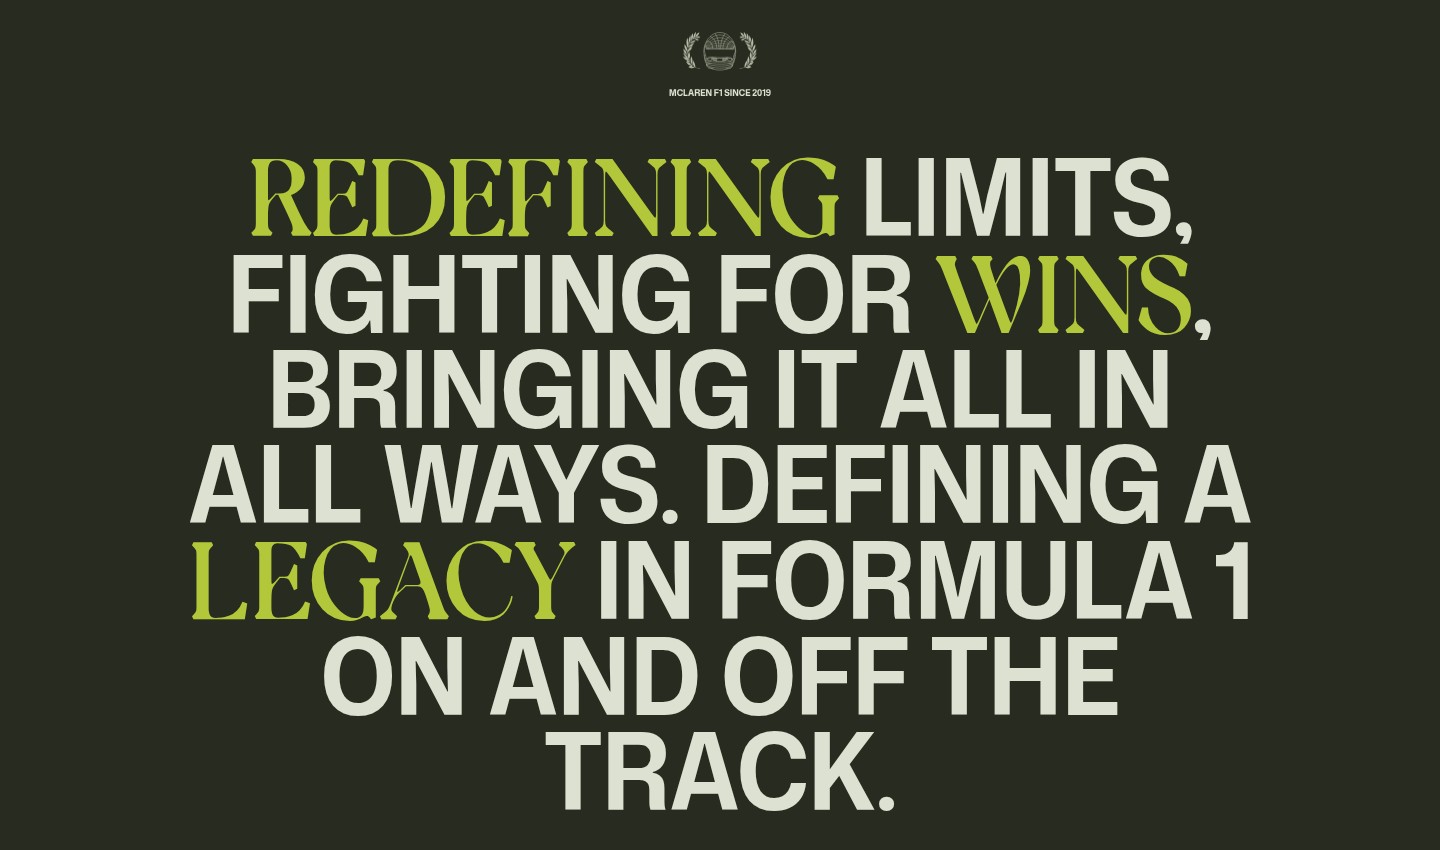 MCLAREN F1 SINCE 2019
REDEFINING LIMITS,
FIGHTING FOR WINS,
BRINGING IT ALL IN
ALL WAYS. DEFINING A
LEGACY IN FORMULA 1
ON AND OFF THE
TRACK.